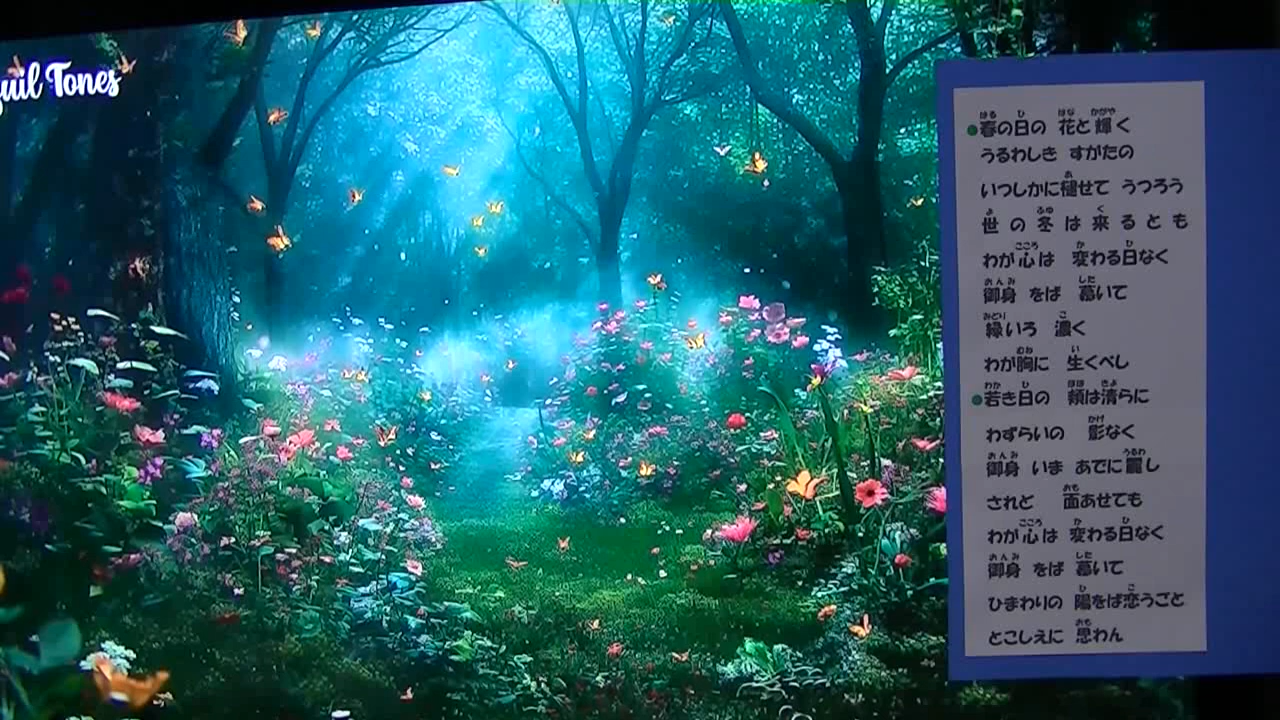 uil Tones
●春の日の 花と輝く
うるわしき すがたの
いつしかに褪せて うつろう
世の冬は来るとも
わが心は 変わる日なく
御身 をば 慕いて
緑いろ 濃く
わが胸に 生くべし
●若き日の 頬は清らに
わずらいの 影なく
御身 いま あでに麗し
されど 面あせても
わが心は 変わる日なく
御身 をば 慕いて
ひまわりの 陽をば恋うごと
とこしえに 思わん